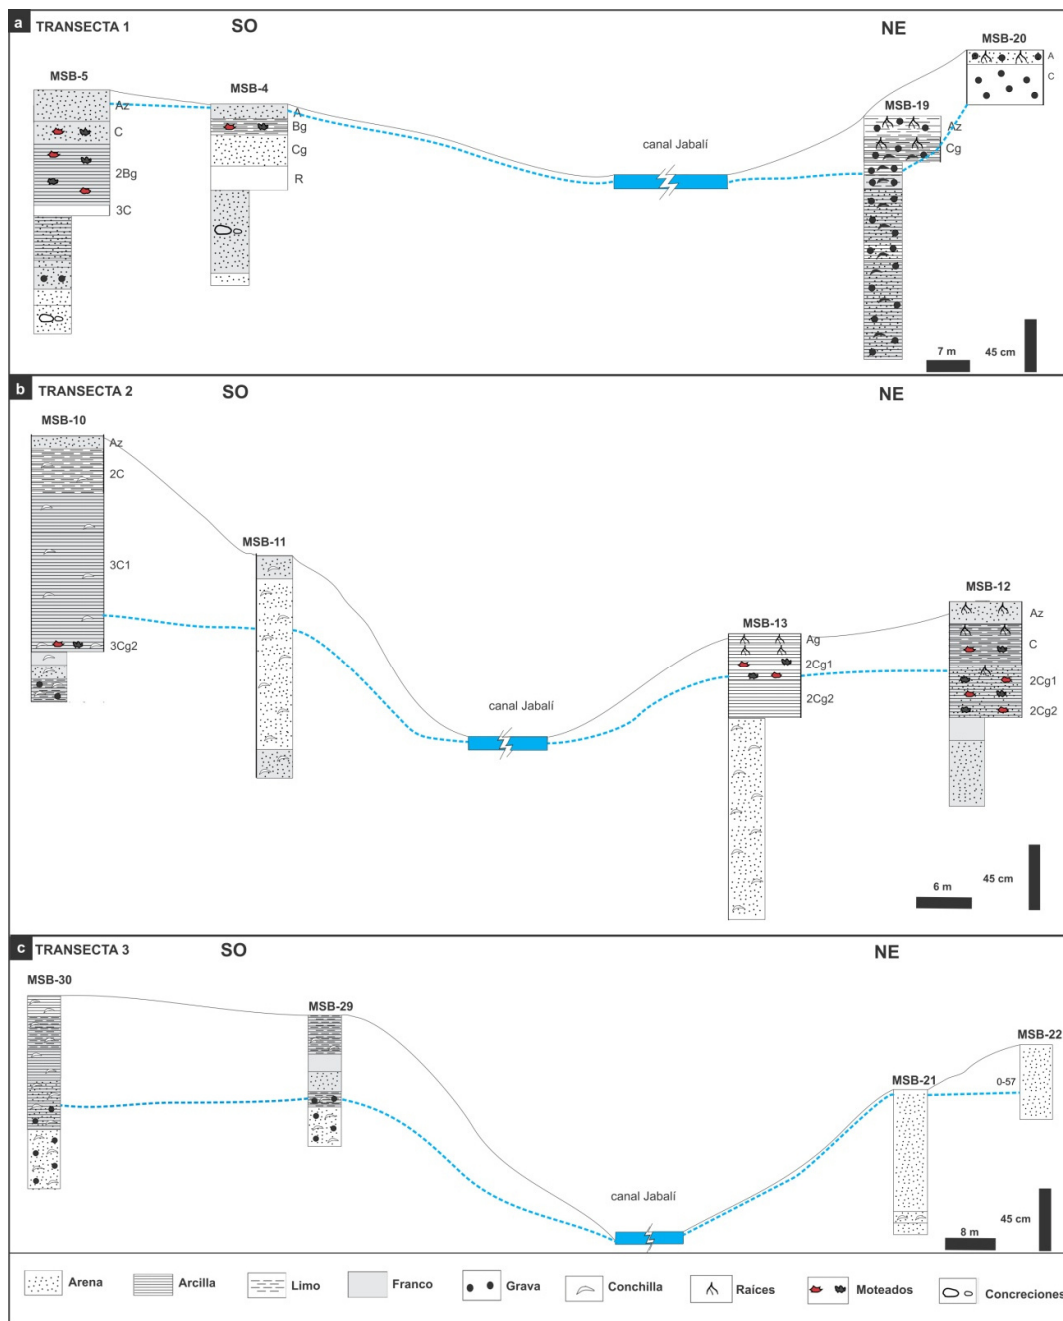 a TRANSECTA 1 SO NE
MSB-5
MSB-4
MSB-20
MSB-19
Az
C
2Bg
3C
A
Bg
Cg
R
canal Jabalí
Az
Cg
A
C
7 m
45 cm
b TRANSECTA 2 SO NE
MSB-10
MSB-11
MSB-13
MSB-12
Az
2C
3C1
3Cg2
canal Jabalí
Ag
2Cg1
2Cg2
Az
C
2Cg1
2Cg2
6 m
45 cm
c TRANSECTA 3 SO NE
MSB-30
MSB-29
MSB-21
MSB-22
0-57
canal Jabalí
8 m
45 cm
Arena Arcilla Limo Franco Grava Conchilla Raíces Moteados Concreciones